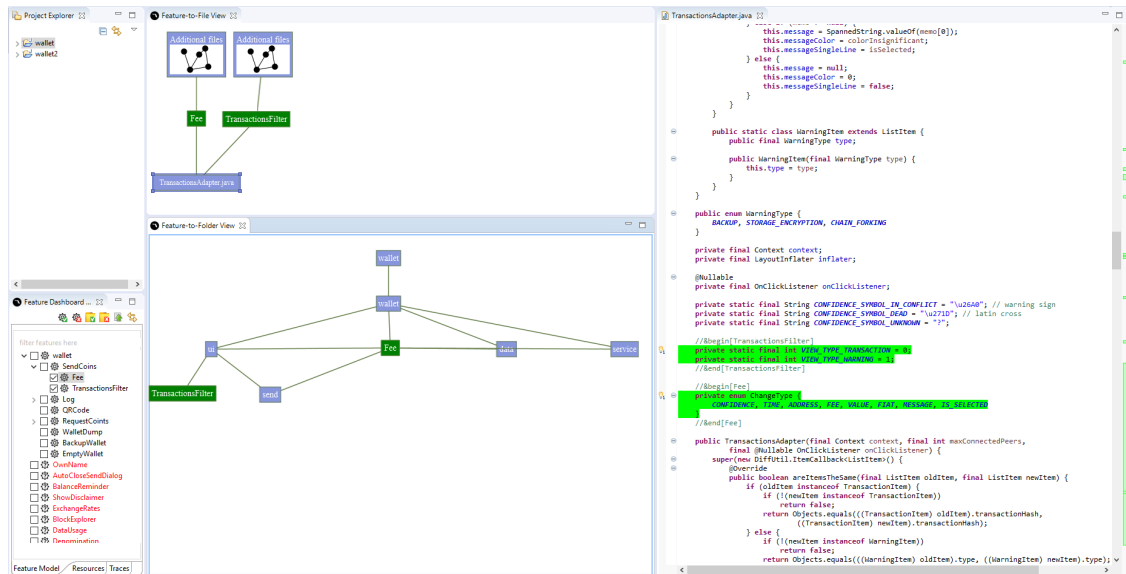 Project Explorer
wallet
wallet2
Feature Dashboard ...
filter features here
wallet
SendCoins
Fee
TransactionsFilter
Log
QRCode
RequestCoints
WalletDump
BackupWallet
EmptyWallet
OwnName
AutoCloseSendDialog
BalanceReminder
ShowDisclaimer
ExchangeRates
BlockExplorer
DataUsage
Denomination
Feature Model Resources Traces
Feature-to-File View
Additional files Additional files
Fee TransactionsFilter
TransactionsAdapter.java
Feature-to-Folder View
wallet
wallet
ui Fee data service
TransactionsFilter send
TransactionsAdapter.java
this.message = SpannedString.valueOf(memo[0]);
this.messageColor = colorInsignificant;
this.messageSingleLine = isSelected;
} else {
this.message = null;
this.messageColor = 0;
this.messageSingleLine = false;
}
}
}
public static class WarningItem extends ListItem {
public final WarningType type;
public WarningItem(final WarningType type) {
this.type = type;
}
}
}
public enum WarningType {
BACKUP, STORAGE_ENCRYPTION, CHAIN_FORKING
}
private final Context context;
private final LayoutInflater inflater;
@Nullable
private final OnClickListener onClickListener;
private static final String CONFIDENCE_SYMBOL_IN_CONFLICT = "\u26A0"; // warning sign
private static final String CONFIDENCE_SYMBOL_DEAD = "\u271D"; // latin cross
private static final String CONFIDENCE_SYMBOL_UNKNOWN = "?";
//&begin[TransactionsFilter]
private static final int VIEW_TYPE_TRANSACTION = 0;
private static final int VIEW_TYPE_WARNING = 1;
//&end[TransactionsFilter]
//&begin[Fee]
private enum ChangeType {
CONFIDENCE, TIME, ADDRESS, FEE, VALUE, FIAT, MESSAGE, IS_SELECTED
}
//&end[Fee]
public TransactionsAdapter(final Context context, final int maxConnectedPeers,
final @Nullable OnClickListener onClickListener) {
super(new DiffUtil.ItemCallback<ListItem>() {
@Override
public boolean areItemsTheSame(final ListItem oldItem, final ListItem newItem) {
if (oldItem instanceof TransactionItem) {
if (!(newItem instanceof TransactionItem))
return false;
return Objects.equals(((TransactionItem) oldItem).transactionHash,
((TransactionItem) newItem).transactionHash);
} else {
if (!(newItem instanceof WarningItem))
return false;
return Objects.equals(((WarningItem) oldItem).type, ((WarningItem) newItem).type);